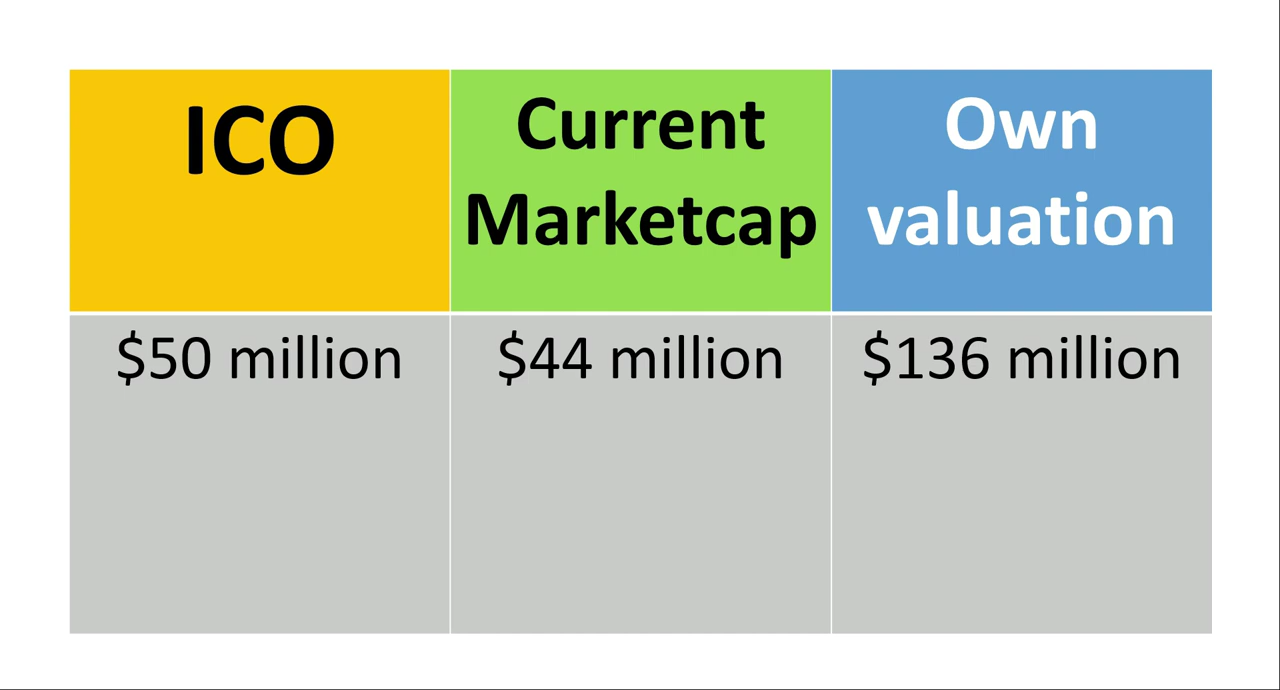 ICO
Current
Marketcap
Own
valuation
$50 million
$44 million
$136 million